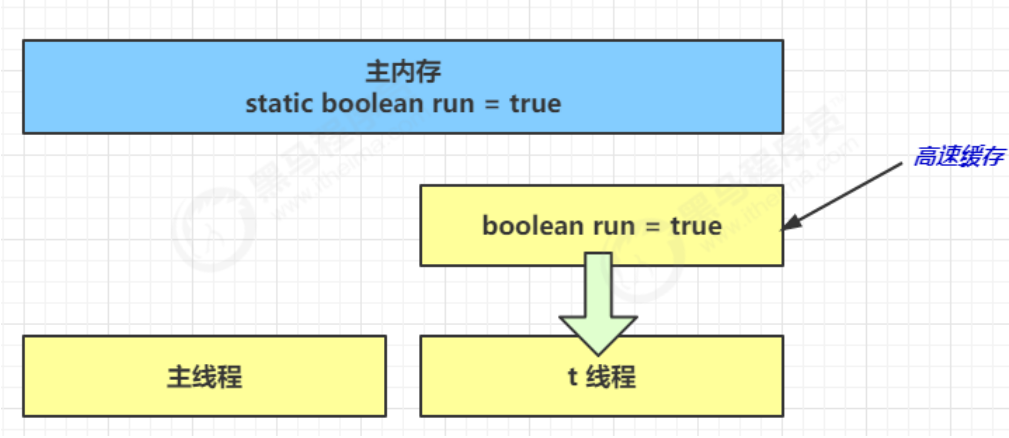 主内存
static boolean run = true
高速缓存
boolean run = true
主线程
t 线程
黑马程序员
www.itheima.com
黑马程序员
www.itheima.com